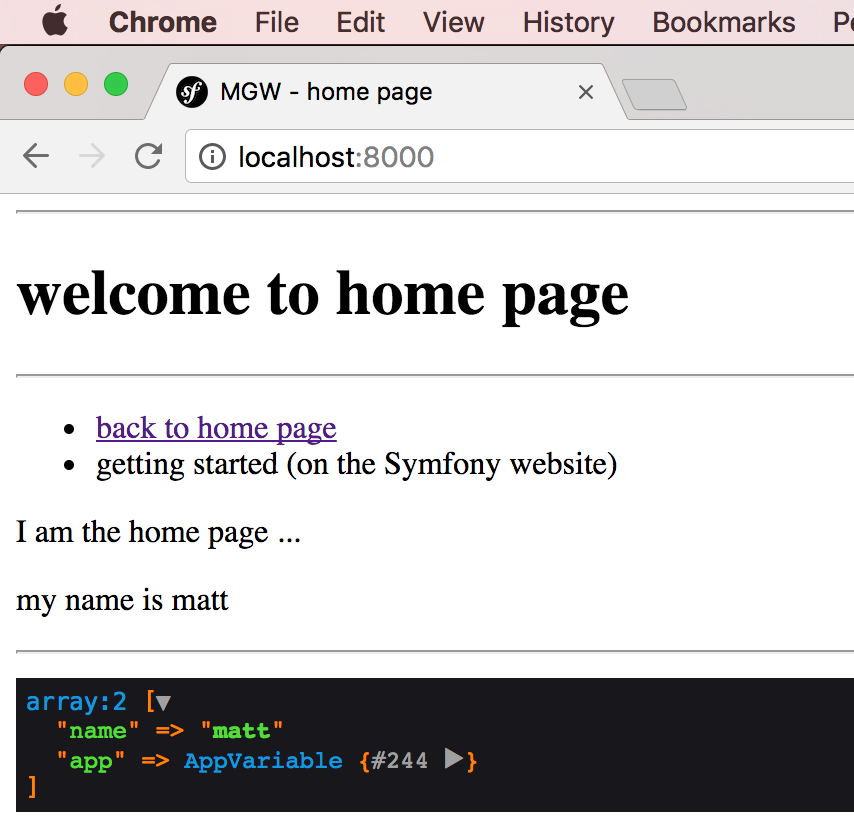 Chrome File Edit View History Bookmarks
sf MGW - home page
localhost:8000
welcome to home page
back to home page
getting started (on the Symfony website)
I am the home page ...
my name is matt
array:2 [▼
"name" => "matt"
"app" => AppVariable {#244 ▶}
]